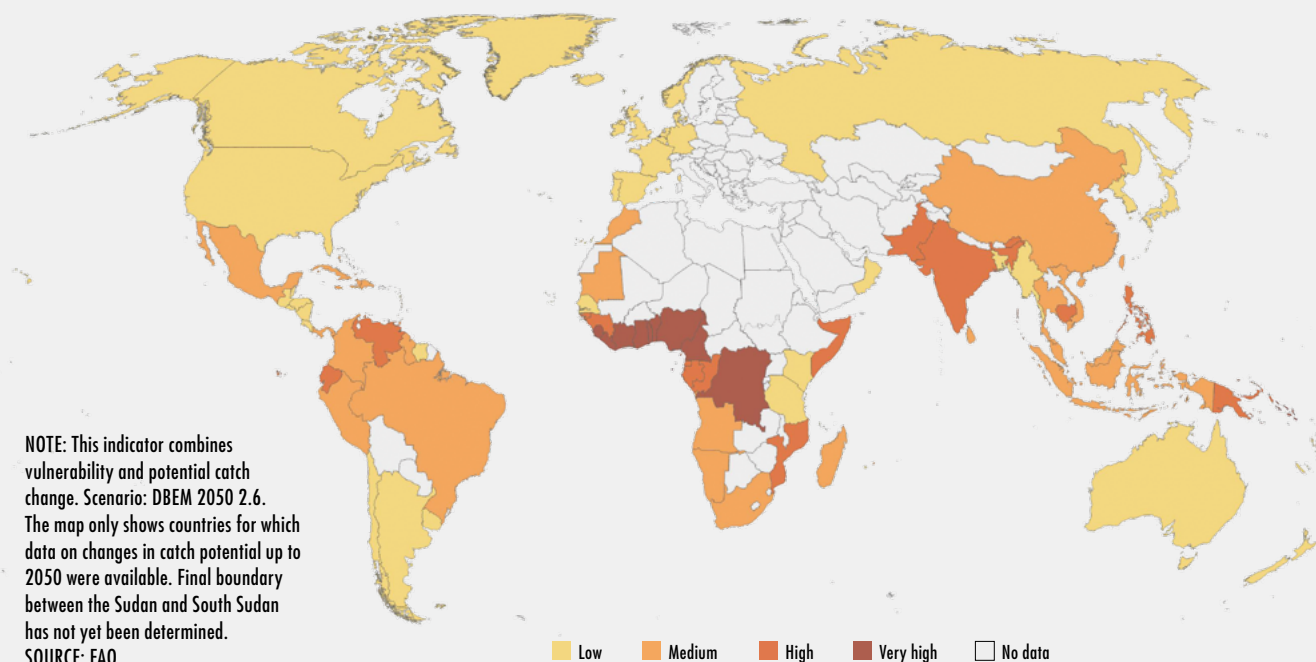 NOTE: This indicator combines
vulnerability and potential catch
change. Scenario: DBEM 2050 2.6.
The map only shows countries for which
data on changes in catch potential up to
2050 were available. Final boundary
between the Sudan and South Sudan
has not yet been determined.
SOURCE: FAO
Low
Medium
High
Very high
No data